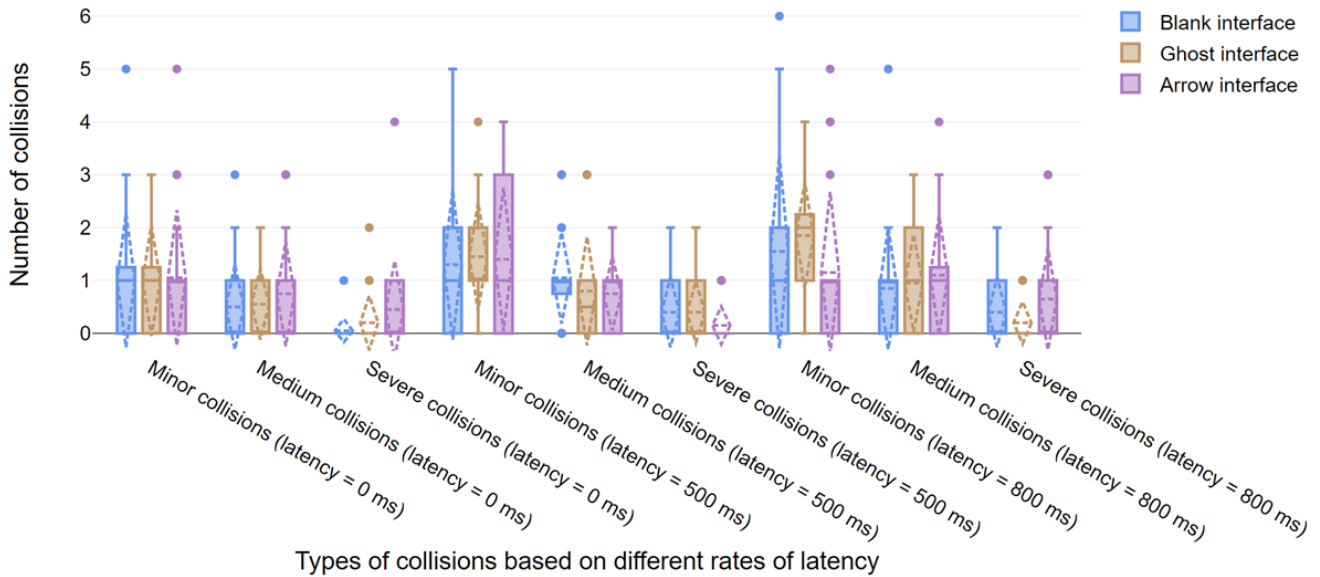 Number of collisions
6
5
4
3
2
1
0
Blank interface
Ghost interface
Arrow interface
Minor collisions (latency = 0 ms)
Medium collisions (latency = 0 ms)
Severe collisions (latency = 0 ms)
Minor collisions (latency = 500 ms)
Medium collisions (latency = 500 ms)
Severe collisions (latency = 500 ms)
Minor collisions (latency = 800 ms)
Medium collisions (latency = 800 ms)
Severe collisions (latency = 800 ms)
Types of collisions based on different rates of latency